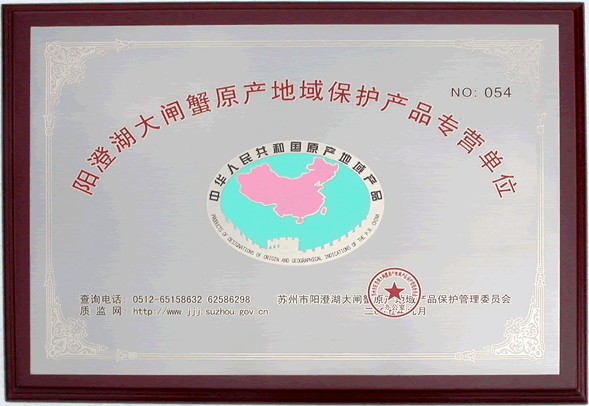 阳澄湖大闸蟹原产地域保护产品专营单位
NO: 054
中华人民共和国原产地域产品
PRODUCTS OF DESIGNATIONS OF ORIGIN AND GEOGRAPHICAL INDICATIONS OF THE P.R. CHINA
查询电话: 0512-65158632 62586298
质 监 网: http://www.jjj.suzhou.gov.cn
苏州市阳澄湖大闸蟹原产地域产品保护管理委员会
办公室